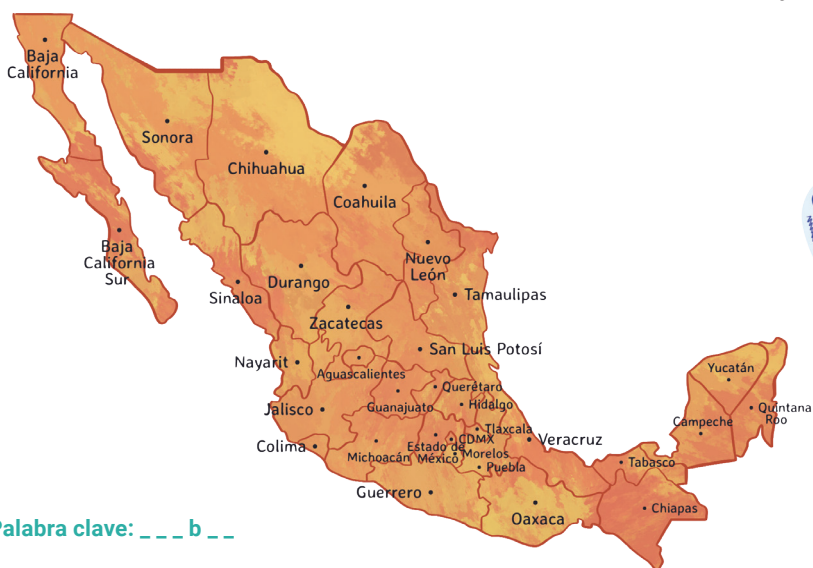 Baja
California
Sonora
Chihuahua
Coahuila
Baja
California
Sur
Nuevo
León
Durango
Sinaloa
Tamaulipas
Zacatecas
San Luis Potosí
Nayarit
Aguascalientes
Yucatán
Querétaro
Guanajuato
Hidalgo
Jalisco
Quintana
Roo
Campeche
Tlaxcala
CDMX
Veracruz
Colima
Estado de
México
Morelos
Michoacán
Puebla
Tabasco
Guerrero
Oaxaca
Chiapas
Palabra clave: _ _ _ b _ _